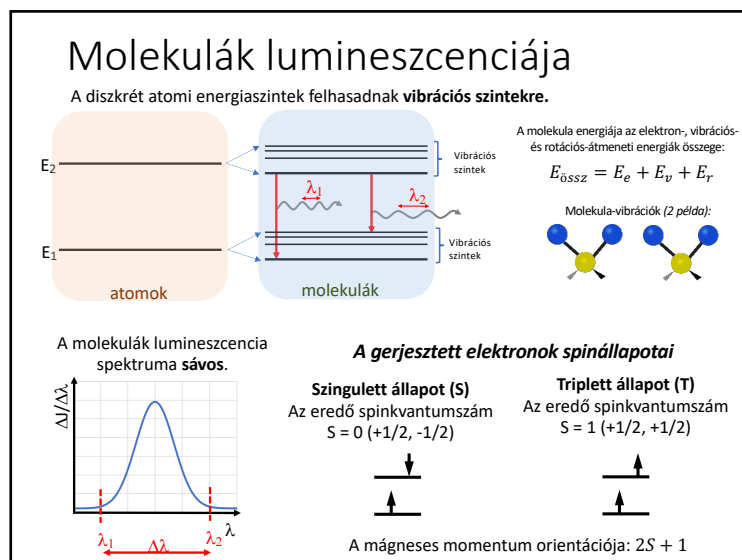 Molekulák lumineszcenciája
A diszkrét atomi energiaszintek felhasadnak vibrációs szintekre.
E2
E1
atomok
Vibrációs
szintek
λ1
λ2
Vibrációs
szintek
molekulák
A molekula energiája az elektron-, vibrációs-
és rotációs-átmeneti energiák összege:
Eössz = Ee + Ev + Er
Molekula-vibrációk (2 példa):
A molekulák lumineszcencia
spektruma sávos.
ΔJ/Δλ
λ1
λ2
λ
Δλ
A gerjesztett elektronok spinállapotai
Szingulett állapot (S)
Az eredő spinkvantumszám
S = 0 (+1/2, -1/2)
Triplett állapot (T)
Az eredő spinkvantumszám
S = 1 (+1/2, +1/2)
A mágneses momentum orientációja: 2S + 1